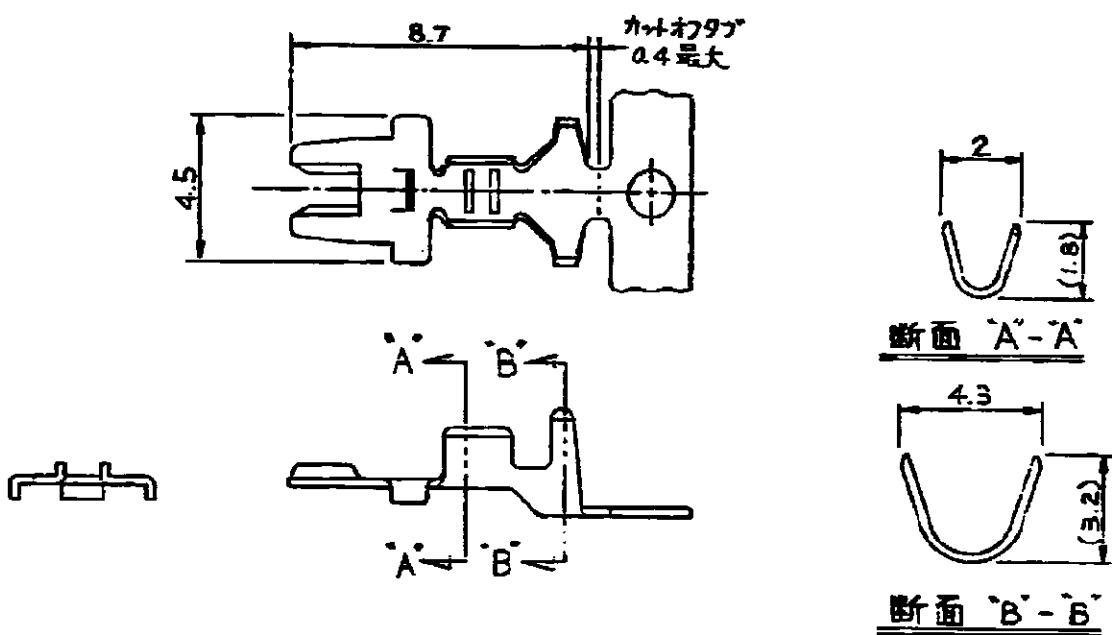 8.7
カットオフタブ
0.4 最大
4.5
2
(1.8)
断面 "A"-"A"
"A"
"B"
4.3
(3.2)
"A"
"B"
断面 "B"-"B"